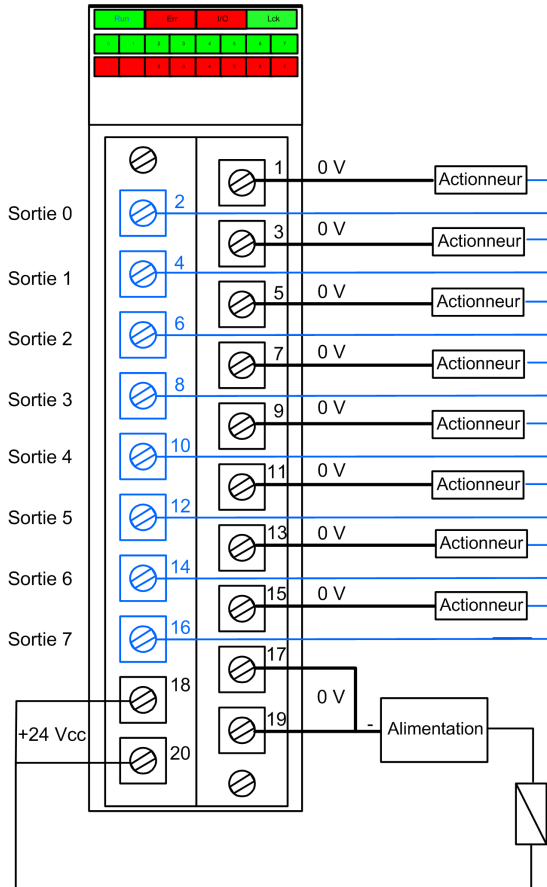 Run Err I/O Lck
1 0 V Actionneur
Sortie 0 2
3 0 V Actionneur
Sortie 1 4
5 0 V Actionneur
Sortie 2 6
7 0 V Actionneur
Sortie 3 8
9 0 V Actionneur
Sortie 4 10
11 0 V Actionneur
Sortie 5 12
13 0 V Actionneur
Sortie 6 14
15 0 V Actionneur
Sortie 7 16
17
18 0 V
19 - Alimentation
+24 Vcc
20